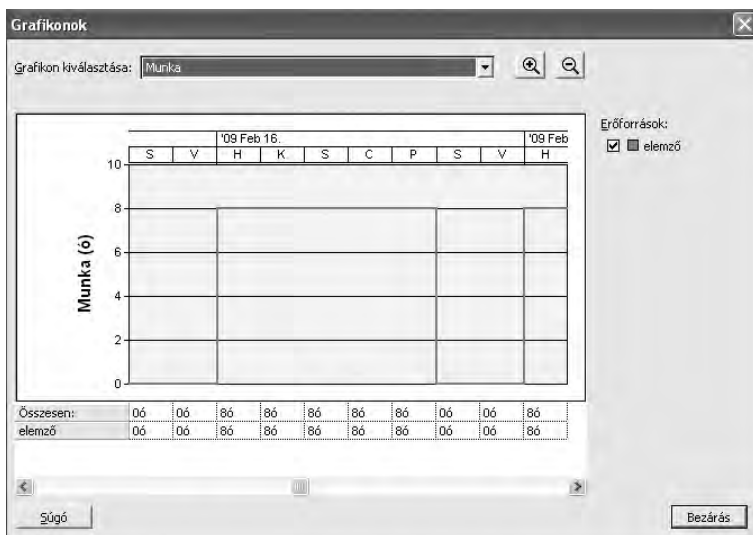 Grafikonok
Grafikon kiválasztása: Munka
'09 Feb 16. '09 Feb
S V H K S C P S V H
10
8
6
4
2
0
Munka (ó)
Erőforrások:
elemző
Összesen: 0ó 0ó 8ó 8ó 8ó 8ó 8ó 0ó 0ó 8ó
elemző 0ó 0ó 8ó 8ó 8ó 8ó 8ó 0ó 0ó 8ó
Súgó
Bezárás